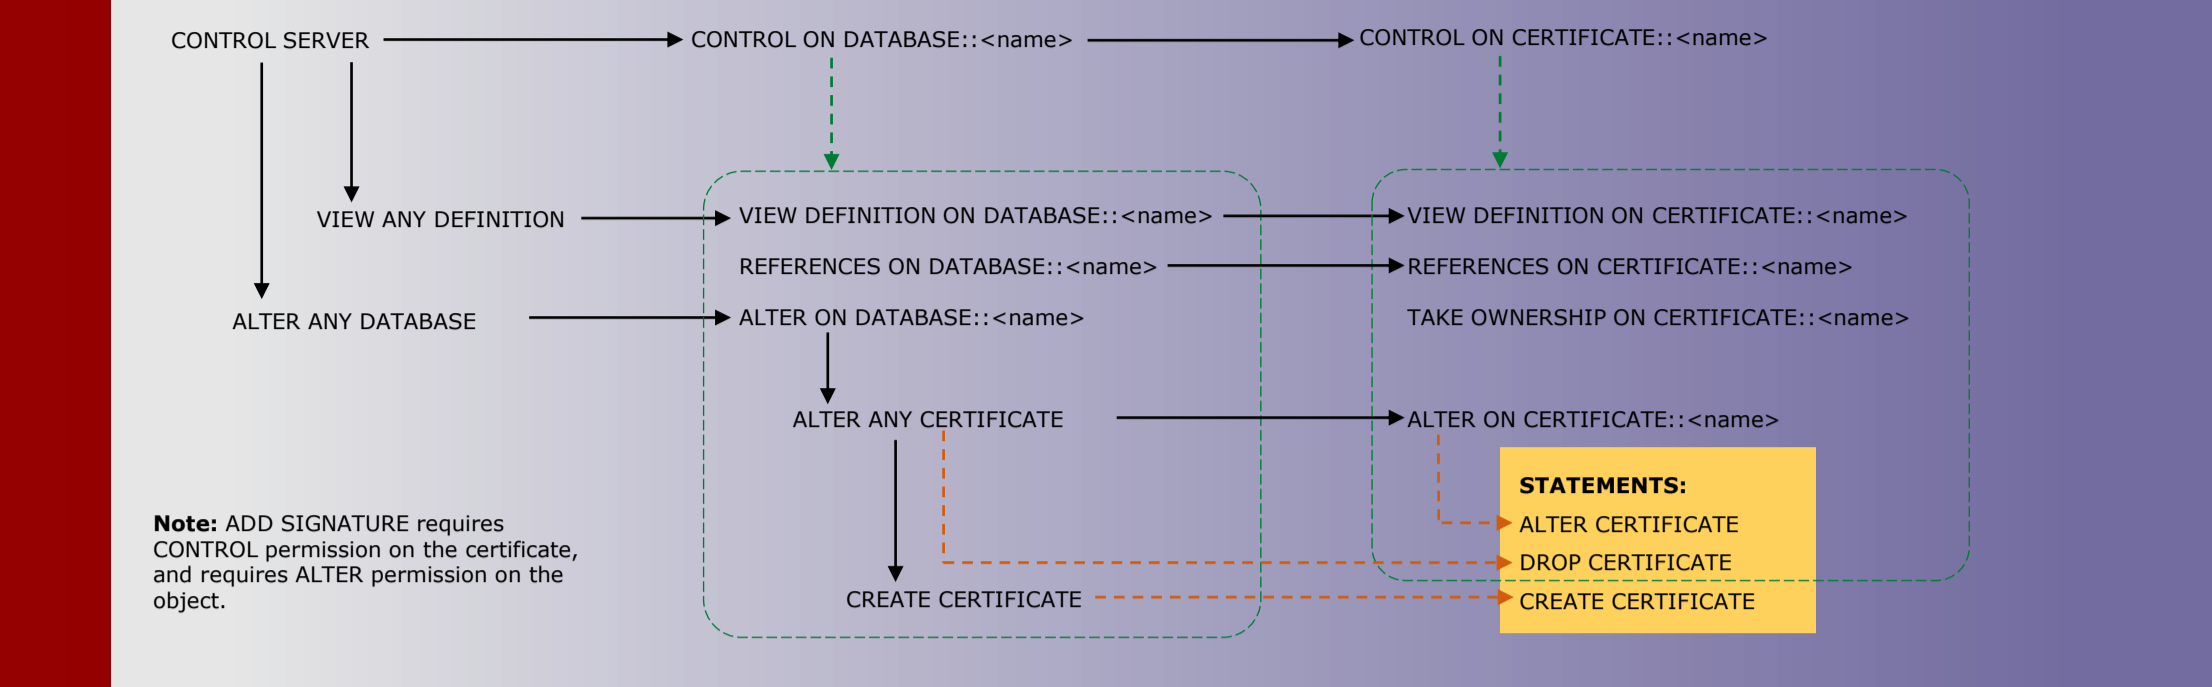 CONTROL SERVER
CONTROL ON DATABASE::<name>
CONTROL ON CERTIFICATE::<name>
VIEW ANY DEFINITION
VIEW DEFINITION ON DATABASE::<name>
VIEW DEFINITION ON CERTIFICATE::<name>
REFERENCES ON DATABASE::<name>
REFERENCES ON CERTIFICATE::<name>
ALTER ANY DATABASE
ALTER ON DATABASE::<name>
TAKE OWNERSHIP ON CERTIFICATE::<name>
ALTER ANY CERTIFICATE
ALTER ON CERTIFICATE::<name>
STATEMENTS:
ALTER CERTIFICATE
DROP CERTIFICATE
CREATE CERTIFICATE
CREATE CERTIFICATE
Note: ADD SIGNATURE requires
CONTROL permission on the certificate,
and requires ALTER permission on the
object.